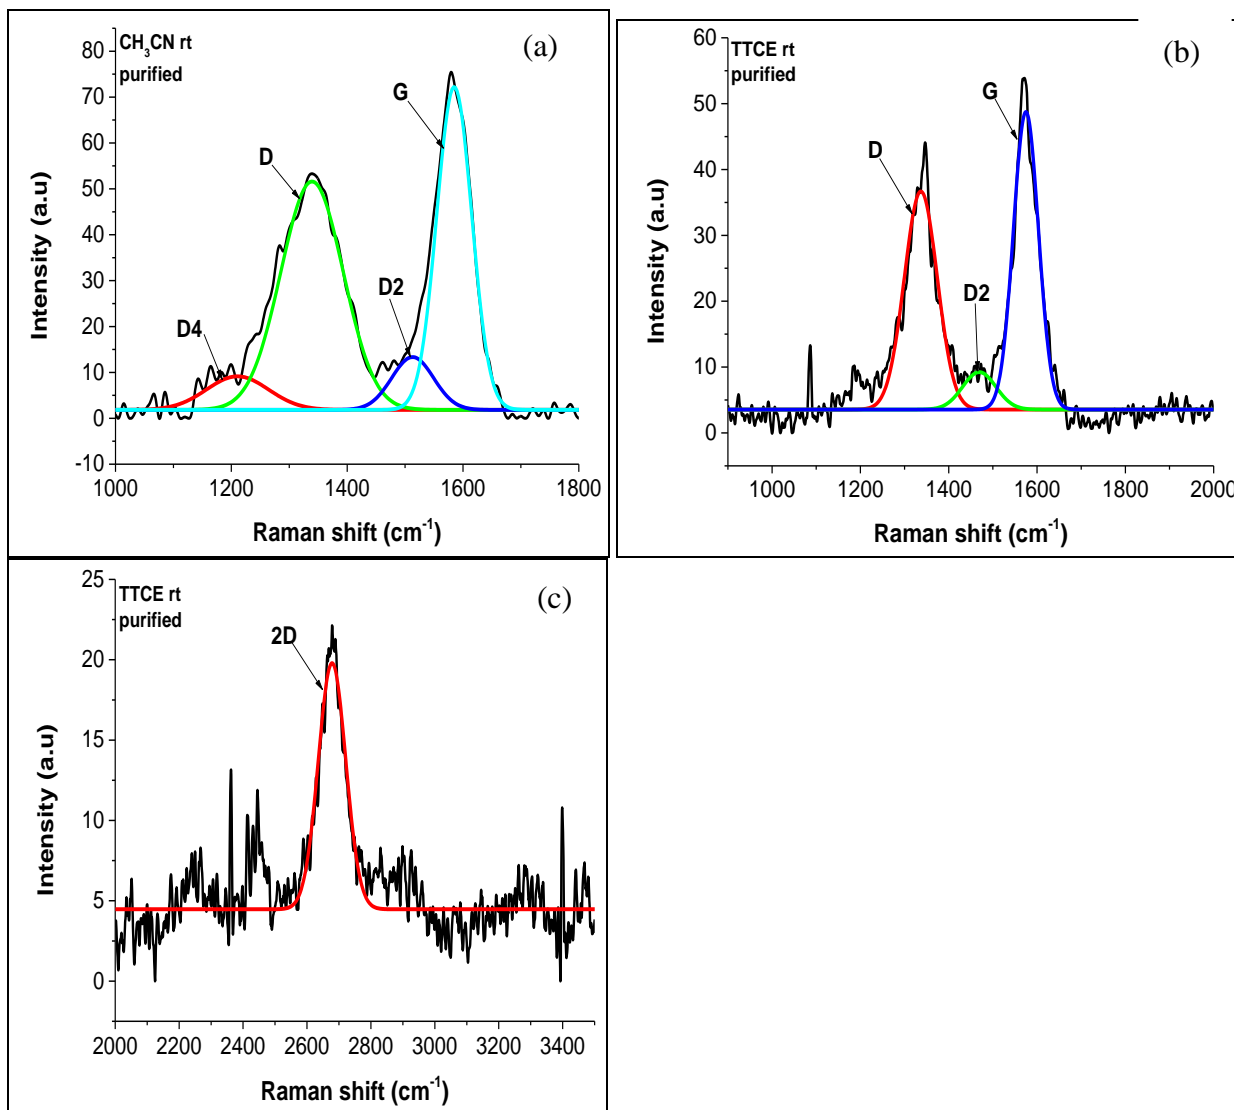 CH₃CN rt
purified
(a)
G
D
D2
D4
80
70
60
50
40
30
20
10
0
-10
1000 1200 1400 1600 1800
Intensity (a.u)
Raman shift (cm⁻¹)
TTCE rt
purified
(b)
G
D
D2
60
50
40
30
20
10
0
1000 1200 1400 1600 1800 2000
Intensity (a.u)
Raman shift (cm⁻¹)
TTCE rt
purified
(c)
2D
25
20
15
10
5
0
2000 2200 2400 2600 2800 3000 3200 3400
Intensity (a.u)
Raman shift (cm⁻¹)